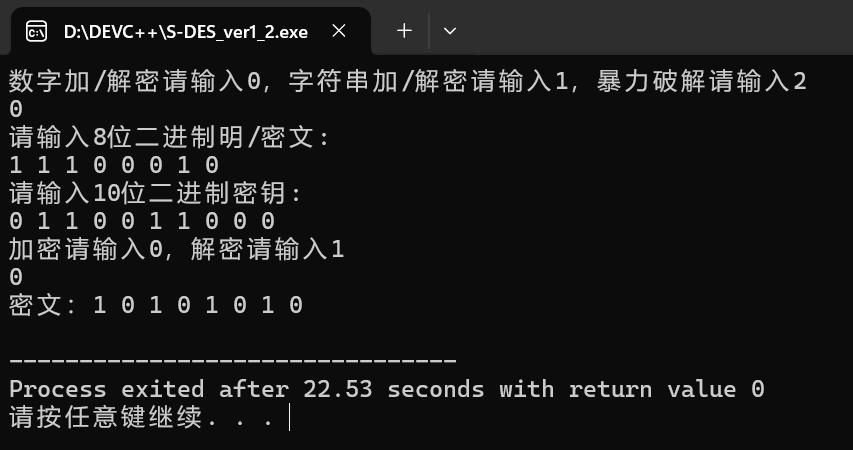 D:\DEVC++\S-DES_ver1_2.exe
数字加/解密请输入0，字符串加/解密请输入1，暴力破解请输入2
0
请输入8位二进制明/密文：
1 1 1 0 0 0 1 0
请输入10位二进制密钥：
0 1 1 0 0 1 1 0 0 0
加密请输入0，解密请输入1
0
密文：1 0 1 0 1 0 1 0
--------------------------------
Process exited after 22.53 seconds with return value 0
请按任意键继续. . .